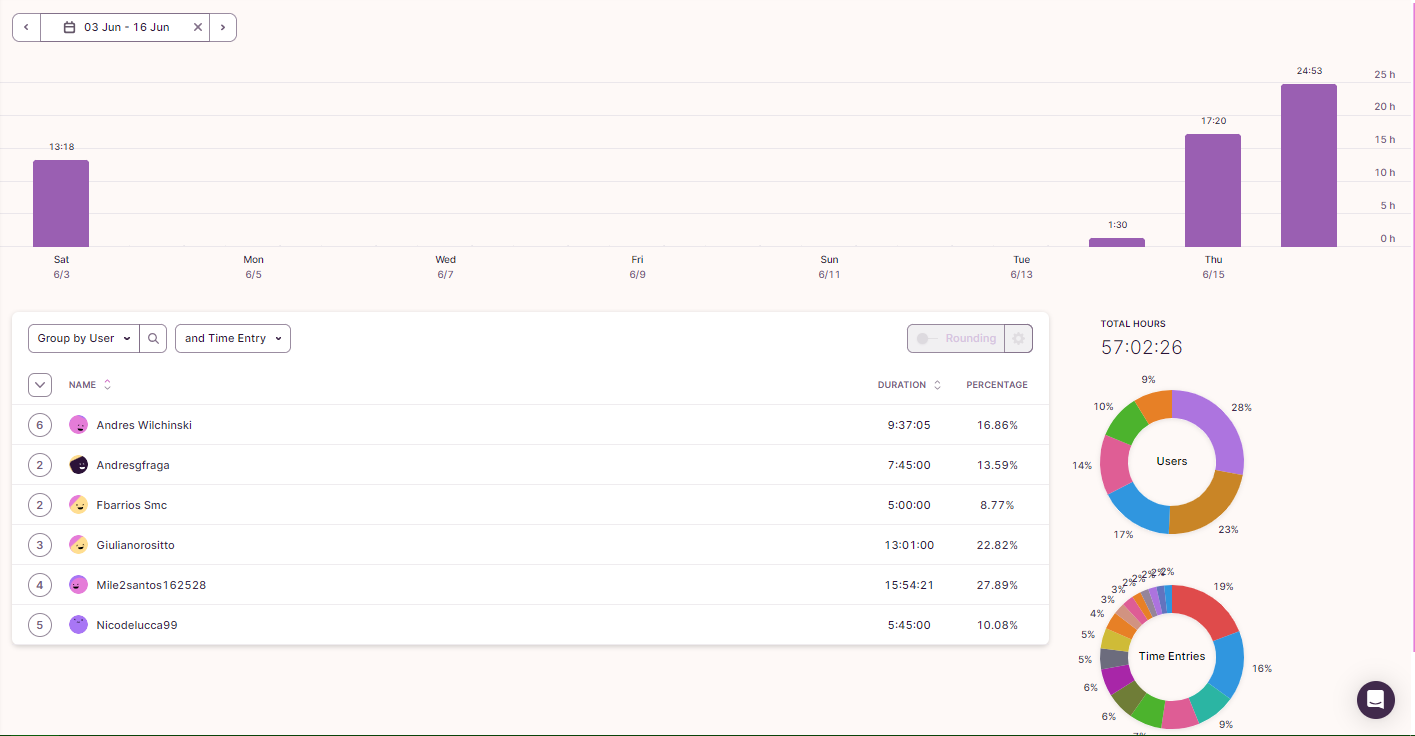 03 Jun - 16 Jun
24:53
25 h
20 h
17:20
15 h
13:18
10 h
5 h
1:30
0 h
Sat Mon Wed Fri Sun Tue Thu
6/3 6/5 6/7 6/9 6/11 6/13 6/15
Group by User and Time Entry Rounding
NAME DURATION PERCENTAGE
6 Andres Wilchinski 9:37:05 16.86%
2 Andresgfraga 7:45:00 13.59%
2 Fbarrios Smc 5:00:00 8.77%
3 Giulianorositto 13:01:00 22.82%
4 Mile2santos162528 15:54:21 27.89%
5 Nicodelucca99 5:45:00 10.08%
TOTAL HOURS
57:02:26
9%
28%
10%
Users
14%
17%
23%
2% 2% 2% 2%
19%
3%
3%
4%
5%
Time Entries
5%
16%
6%
6%
9%